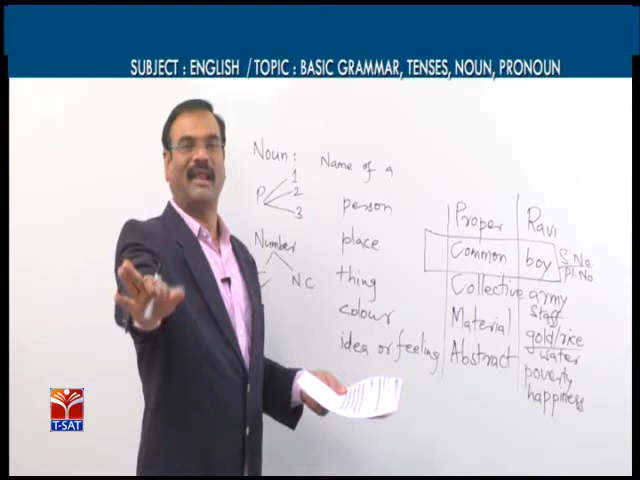 SUBJECT : ENGLISH / TOPIC : BASIC GRAMMAR, TENSES, NOUN, PRONOUN
Noun : Name of a
P 1
2
3
person
Number
place
C NC
thing
colour
idea or feeling
Proper Ravi
Common boy S.No.
Pl.No
Collective army
staff
Material gold/rice
water
Abstract poverty
happiness
T-SAT